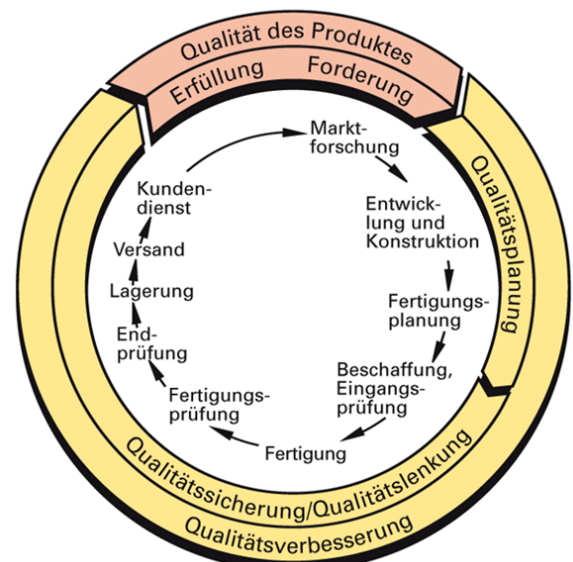 Qualität des Produktes
Erfüllung Forderung
Markt-
forschung
Entwick-
lung und
Konstruktion
Fertigungs-
planung
Beschaffung,
Eingangs-
prüfung
Fertigung
Fertigungs-
prüfung
End-
prüfung
Lagerung
Versand
Kunden-
dienst
Qualitätsplanung
Qualitätssicherung/Qualitätslenkung
Qualitätsverbesserung